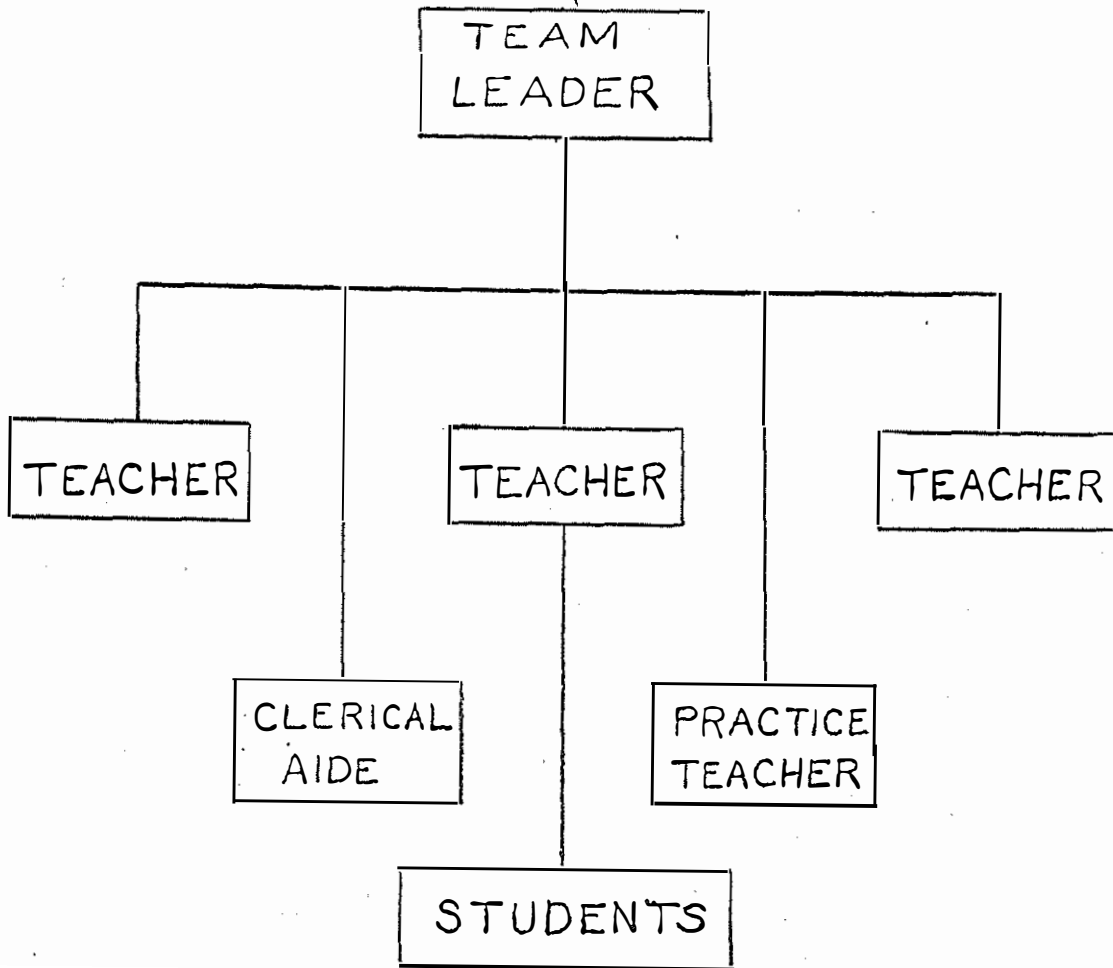 TEAM
LEADER
TEACHER
TEACHER
TEACHER
CLERICAL
AIDE
PRACTICE
TEACHER
STUDENTS